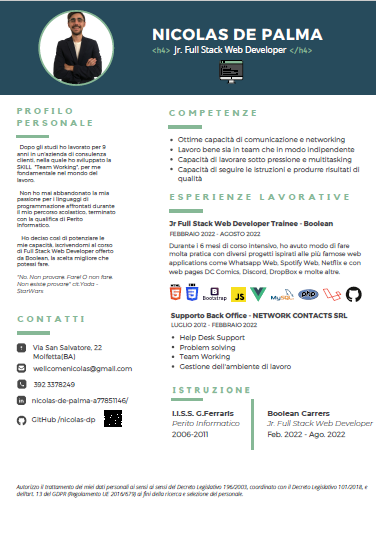 NICOLAS DE PALMA
<h4> Jr. Full Stack Web Developer </h4>
PROFILO
PERSONALE
Dopo gli studi ho lavorato per 9
anni in un'azienda di consulenza
clienti, nella quale ho sviluppato la
SKILL "Team Working", per me
fondamentale nel mondo del
lavoro.
Non ho mai abbandonato la mia
passione per i linguaggi di
programmazione affrontati durante
il mio percorso scolastico, terminato
con la qualifica di Perito
Informatico.
Ho deciso così di potenziare le
mie capacità, iscrivendomi al corso
di Full Stack Web Developer offerto
da Boolean, la scelta migliore che
potessi fare.
"No. Non provare. Fare! O non fare.
Non esiste provare" cit.Yoda -
StarWars
CONTATTI
Via San Salvatore, 22
Molfetta(BA)
wellcomenicolas@gmail.com
392 3378249
nicolas-de-palma-a77851146/
GitHub /nicolas-dp
COMPETENZE
Ottime capacità di comunicazione e networking
Lavoro bene sia in team che in modo indipendente
Capacità di lavorare sotto pressione e multitasking
Capacità di seguire le istruzioni e produrre risultati di
qualità
ESPERIENZE LAVORATIVE
Jr Full Stack Web Developer Trainee - Boolean
FEBBRAIO 2022 - AGOSTO 2022
Durante i 6 mesi di corso intensivo, ho avuto modo di fare
molta pratica con diversi progetti ispirati alle più famose web
applications come Whatsapp Web, Spotify Web, Netflix e con
web pages DC Comics, Discord, DropBox e molte altre.
HTML CSS Bootstrap JS MySQL php
Supporto Back Office - NETWORK CONTACTS SRL
LUGLIO 2012 - FEBBRAIO 2022
Help Desk Support
Problem solving
Team Working
Gestione dell'ambiente di lavoro
ISTRUZIONE
I.I.S.S. G.Ferraris
Perito Informatico
2006-2011
Boolean Carrers
Jr. Full Stack Web Developer
Feb. 2022 - Ago. 2022
Autorizzo il trattamento dei miei dati personali ai sensi ai sensi del Decreto Legislativo 196/2003, coordinato con il Decreto Legislativo 101/2018, e
dell'art. 13 del GDPR (Regolamento UE 2016/679) ai fini della ricerca e selezione del personale.